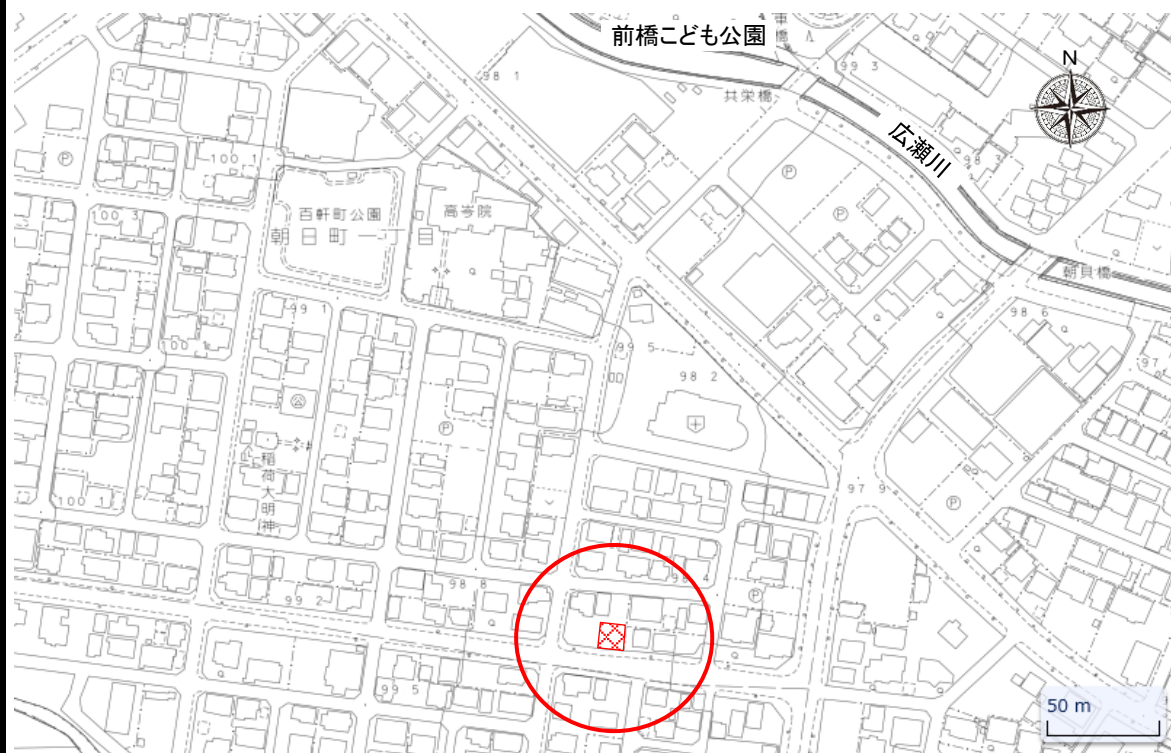 前橋こども公園
98 1
99 3
N
共栄橋
広瀬川
98 3
100 1
P
P
百軒町公園
高岑院
100 3
朝日町一丁目
P
朝貝橋
99 1
98 6
100 1
99 5
98 2
97
P
稲荷大明神
100 1
97 9
P
98 8
98 4
99 2
P
99 5
50 m